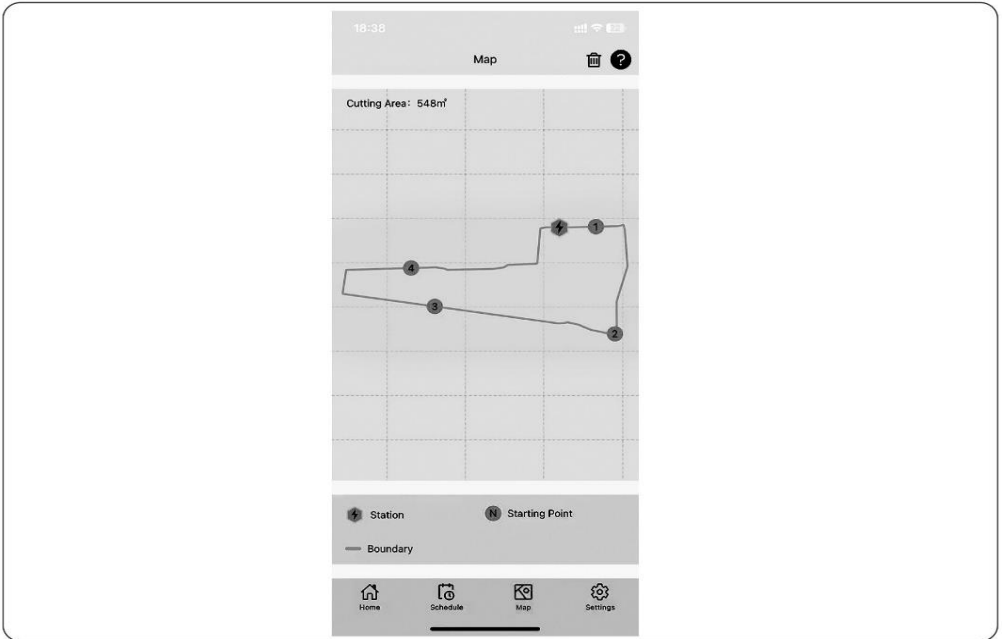 18:38
Map
?
Cutting Area: 548㎡
1
4
3
2
Station
N Starting Point
Boundary
Home Schedule Map Settings